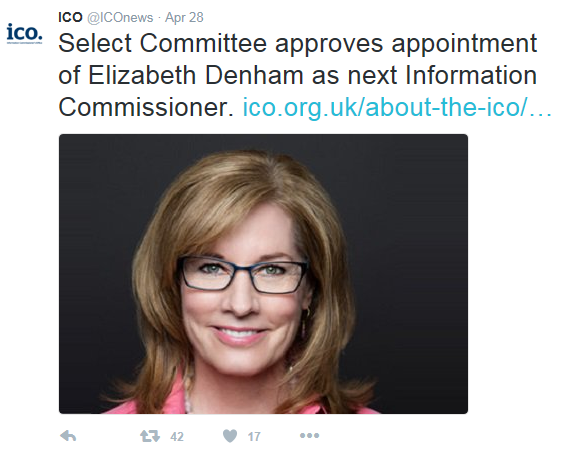 ICO @ICOnews · Apr 28
ico.
Select Committee approves appointment
of Elizabeth Denham as next Information
Commissioner. ico.org.uk/about-the-ico/…
42 17